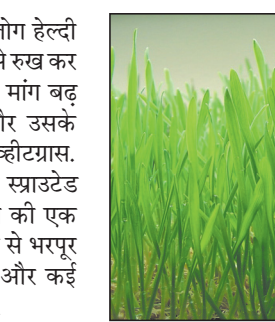 लोग हेल्दी
से रुख कर
मांग बढ़
और उसके
व्हीटग्रास.
स्प्राउटेड
की एक
से भरपूर
और कई